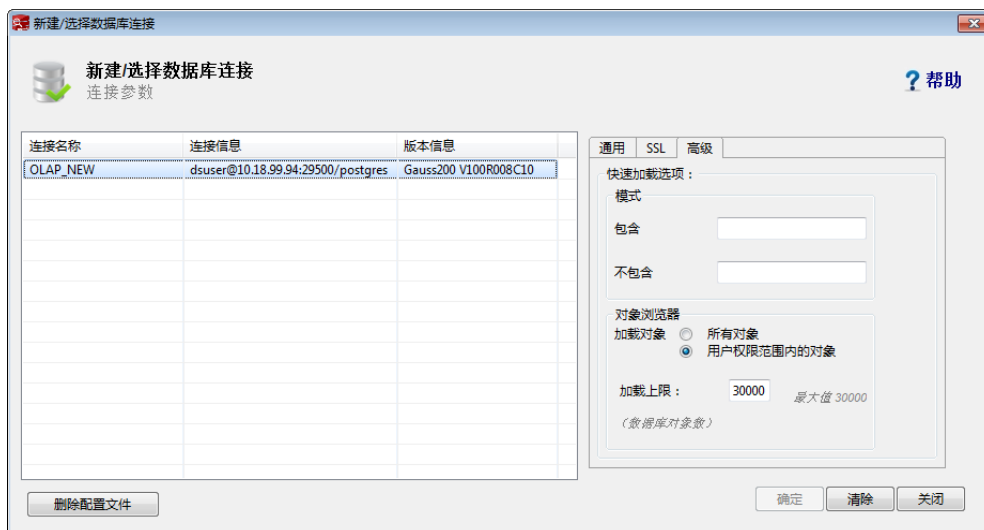 新建/选择数据库连接
新建/选择数据库连接
连接参数
帮助
连接名称 连接信息 版本信息
OLAP_NEW dsuser@10.18.99.94:29500/postgres Gauss200 V100R008C10
通用 SSL 高级
快速加载选项：
模式
包含
不包含
对象浏览器
加载对象 所有对象
用户权限范围内的对象
加载上限： 30000 最大值 30000
（数据库对象数）
删除配置文件 确定 清除 关闭